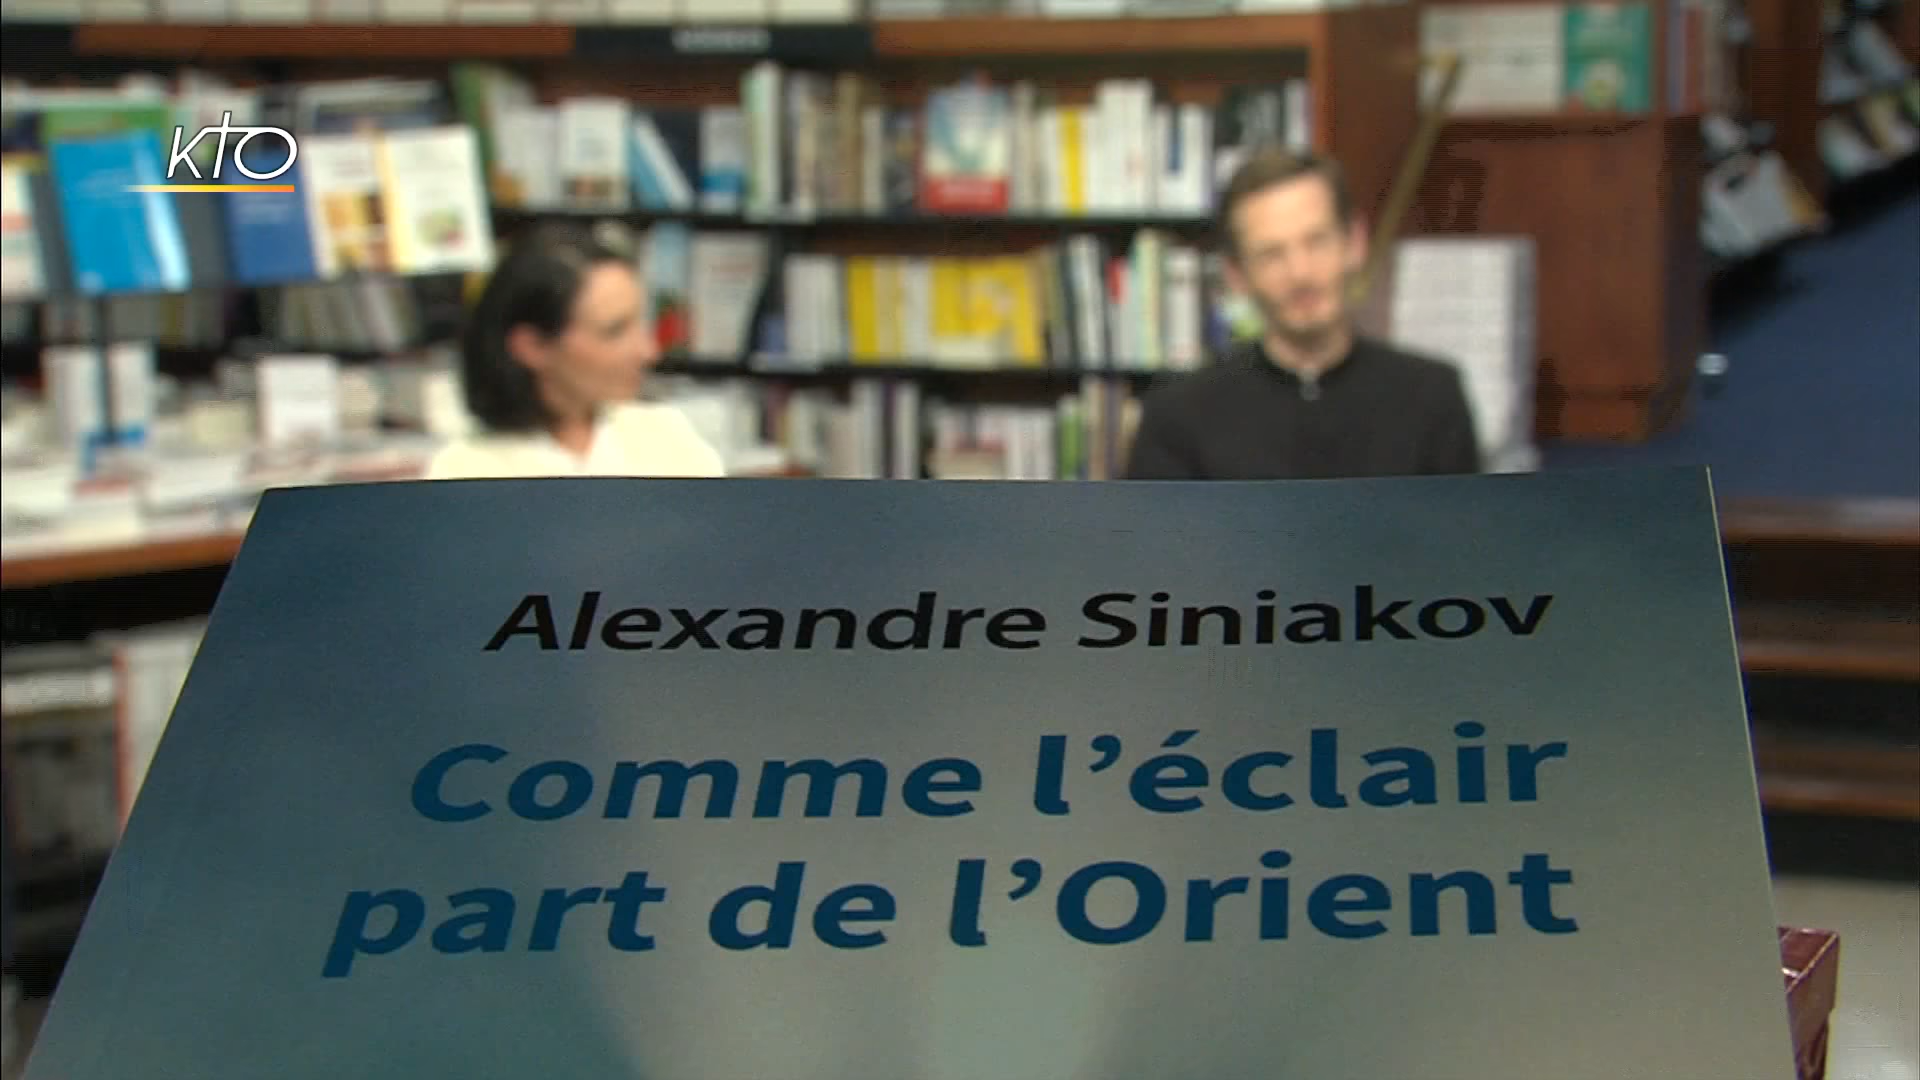 KTO
Alexandre Siniakov
Comme l'éclair
part de l'Orient